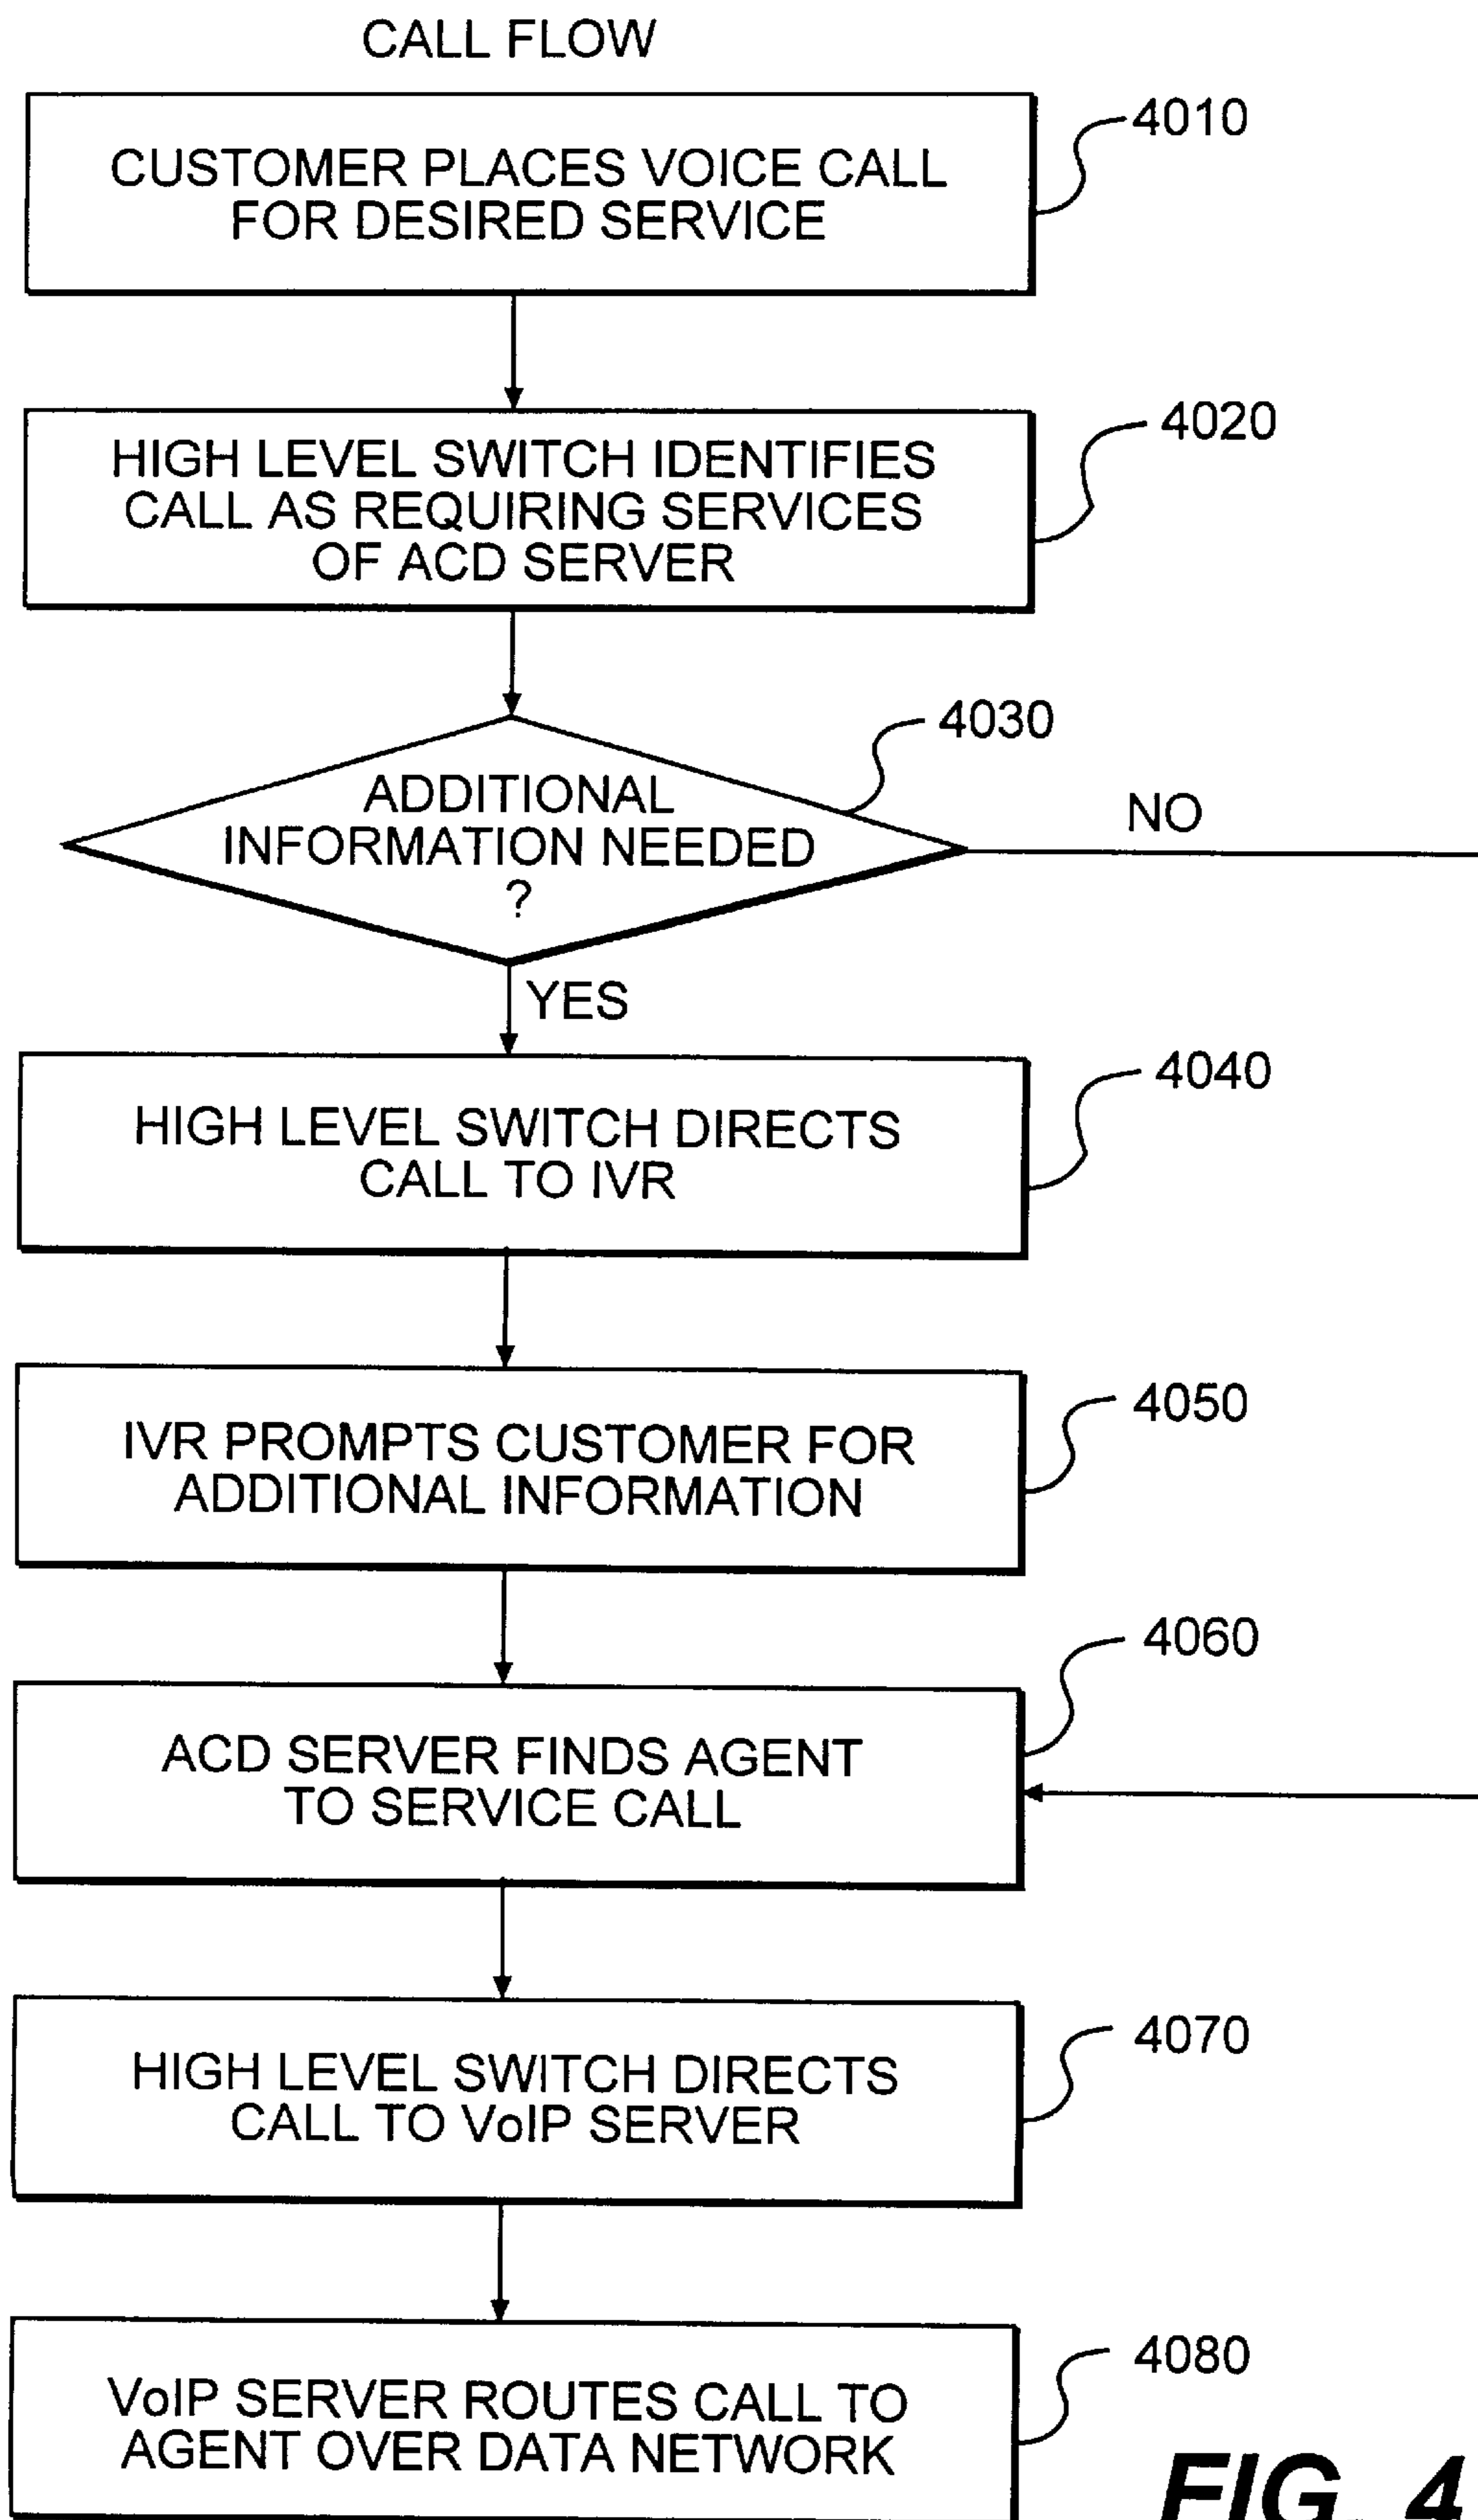 CALL FLOW
CUSTOMER PLACES VOICE CALL
FOR DESIRED SERVICE
4010
HIGH LEVEL SWITCH IDENTIFIES
CALL AS REQUIRING SERVICES
OF ACD SERVER
4020
ADDITIONAL
INFORMATION NEEDED
?
4030
NO
YES
HIGH LEVEL SWITCH DIRECTS
CALL TO IVR
4040
IVR PROMPTS CUSTOMER FOR
ADDITIONAL INFORMATION
4050
ACD SERVER FINDS AGENT
TO SERVICE CALL
4060
HIGH LEVEL SWITCH DIRECTS
CALL TO VoIP SERVER
4070
VoIP SERVER ROUTES CALL TO
AGENT OVER DATA NETWORK
4080
FIG. 4